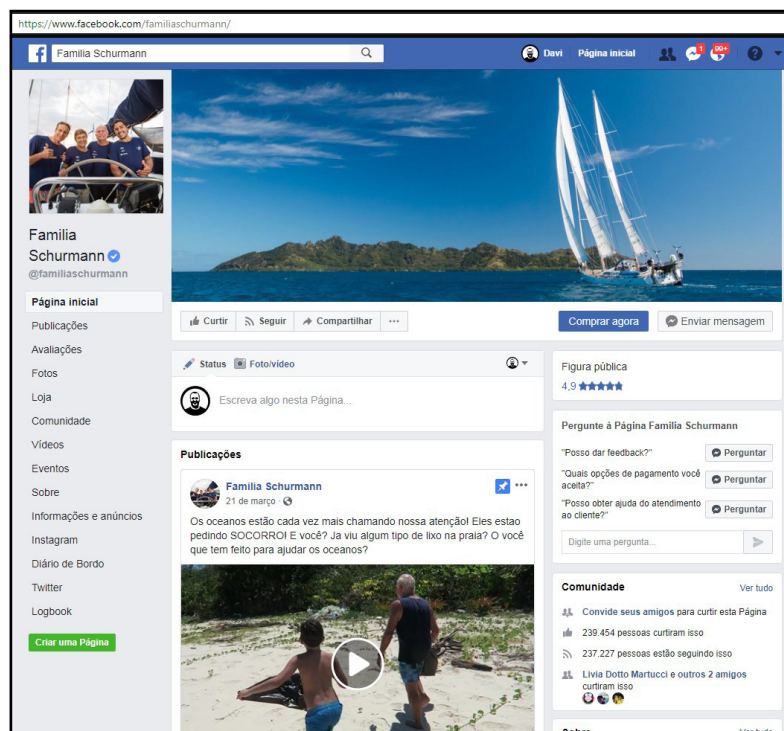 https://www.facebook.com/familiaschurmann/
Familia Schurmann
Davi
Página inicial
1
99+
Familia
Schurmann
@familiaschurmann
Página inicial
Publicações
Avaliações
Fotos
Loja
Comunidade
Vídeos
Eventos
Sobre
Informações e anúncios
Instagram
Diário de Bordo
Twitter
Logbook
Criar uma Página
Curtir
Seguir
Compartilhar
Comprar agora
Enviar mensagem
Status
Foto/vídeo
Escreva algo nesta Página...
Publicações
Familia Schurmann
21 de março ·
Os oceanos estão cada vez mais chamando nossa atenção! Eles estao
pedindo SOCORRO! E você? Ja viu algum tipo de lixo na praia? O você
que tem feito para ajudar os oceanos?
Figura pública
4,9
Pergunte à Página Familia Schurmann
"Posso dar feedback?"
Perguntar
"Quais opções de pagamento você
aceita?"
Perguntar
"Posso obter ajuda do atendimento
ao cliente?"
Perguntar
Digite uma pergunta...
Comunidade
Ver tudo
Convide seus amigos para curtir esta Página
239.454 pessoas curtiram isso
237.227 pessoas estão seguindo isso
Livia Dotto Martucci e outros 2 amigos
curtiram isso
Sobre
Ver tudo